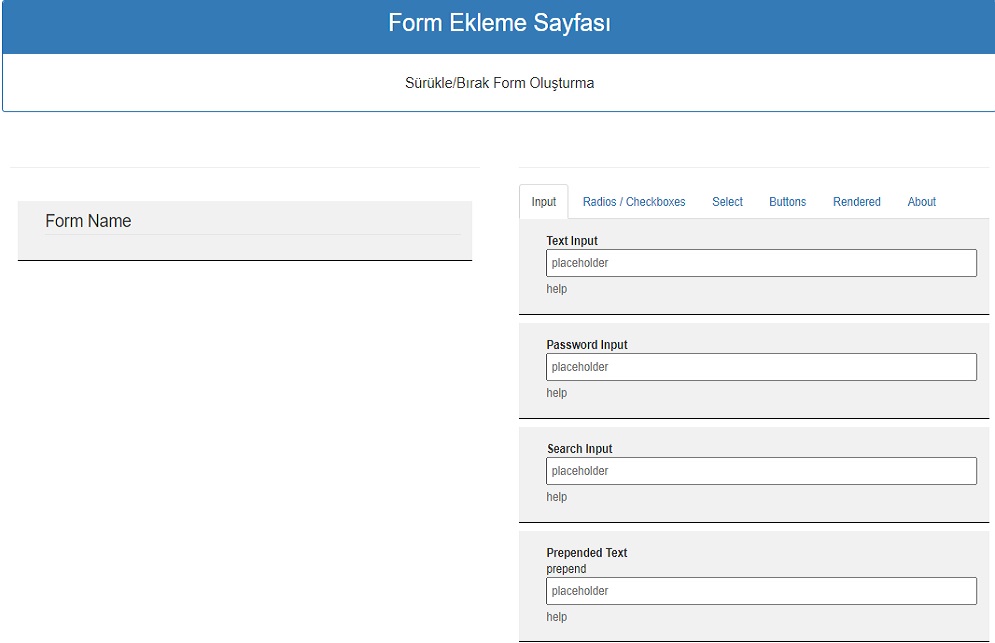 Form Ekleme Sayfası
Sürükle/Bırak Form Oluşturma
Form Name
Input Radios / Checkboxes Select Buttons Rendered About
Text Input
placeholder
help
Password Input
placeholder
help
Search Input
placeholder
help
Prepended Text
prepend
placeholder
help